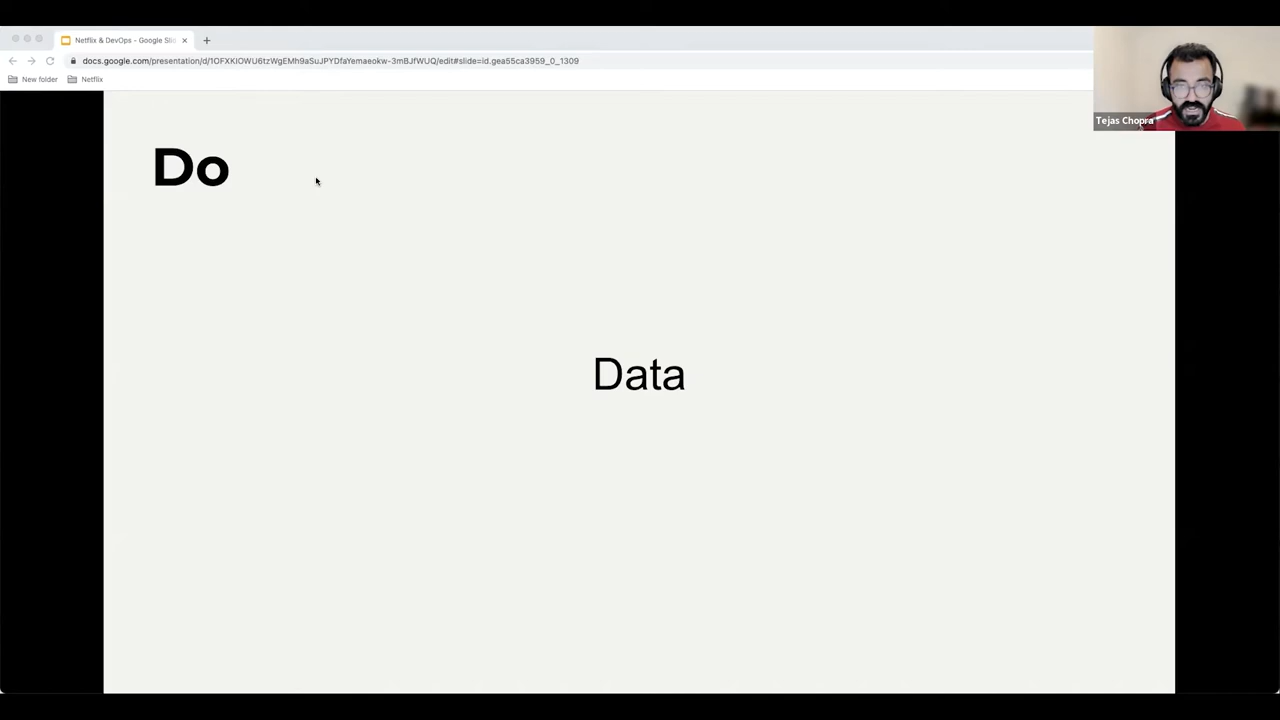 Netflix & DevOps - Google Slid
docs.google.com/presentation/d/1OFXKIOWU6tzWgEMh9aSuJPYDfaYemaeokw-3mBJfWUQ/edit#slide=id.gea55ca3959_0_1309
New folder
Netflix
Tejas Chopra
Do
Data